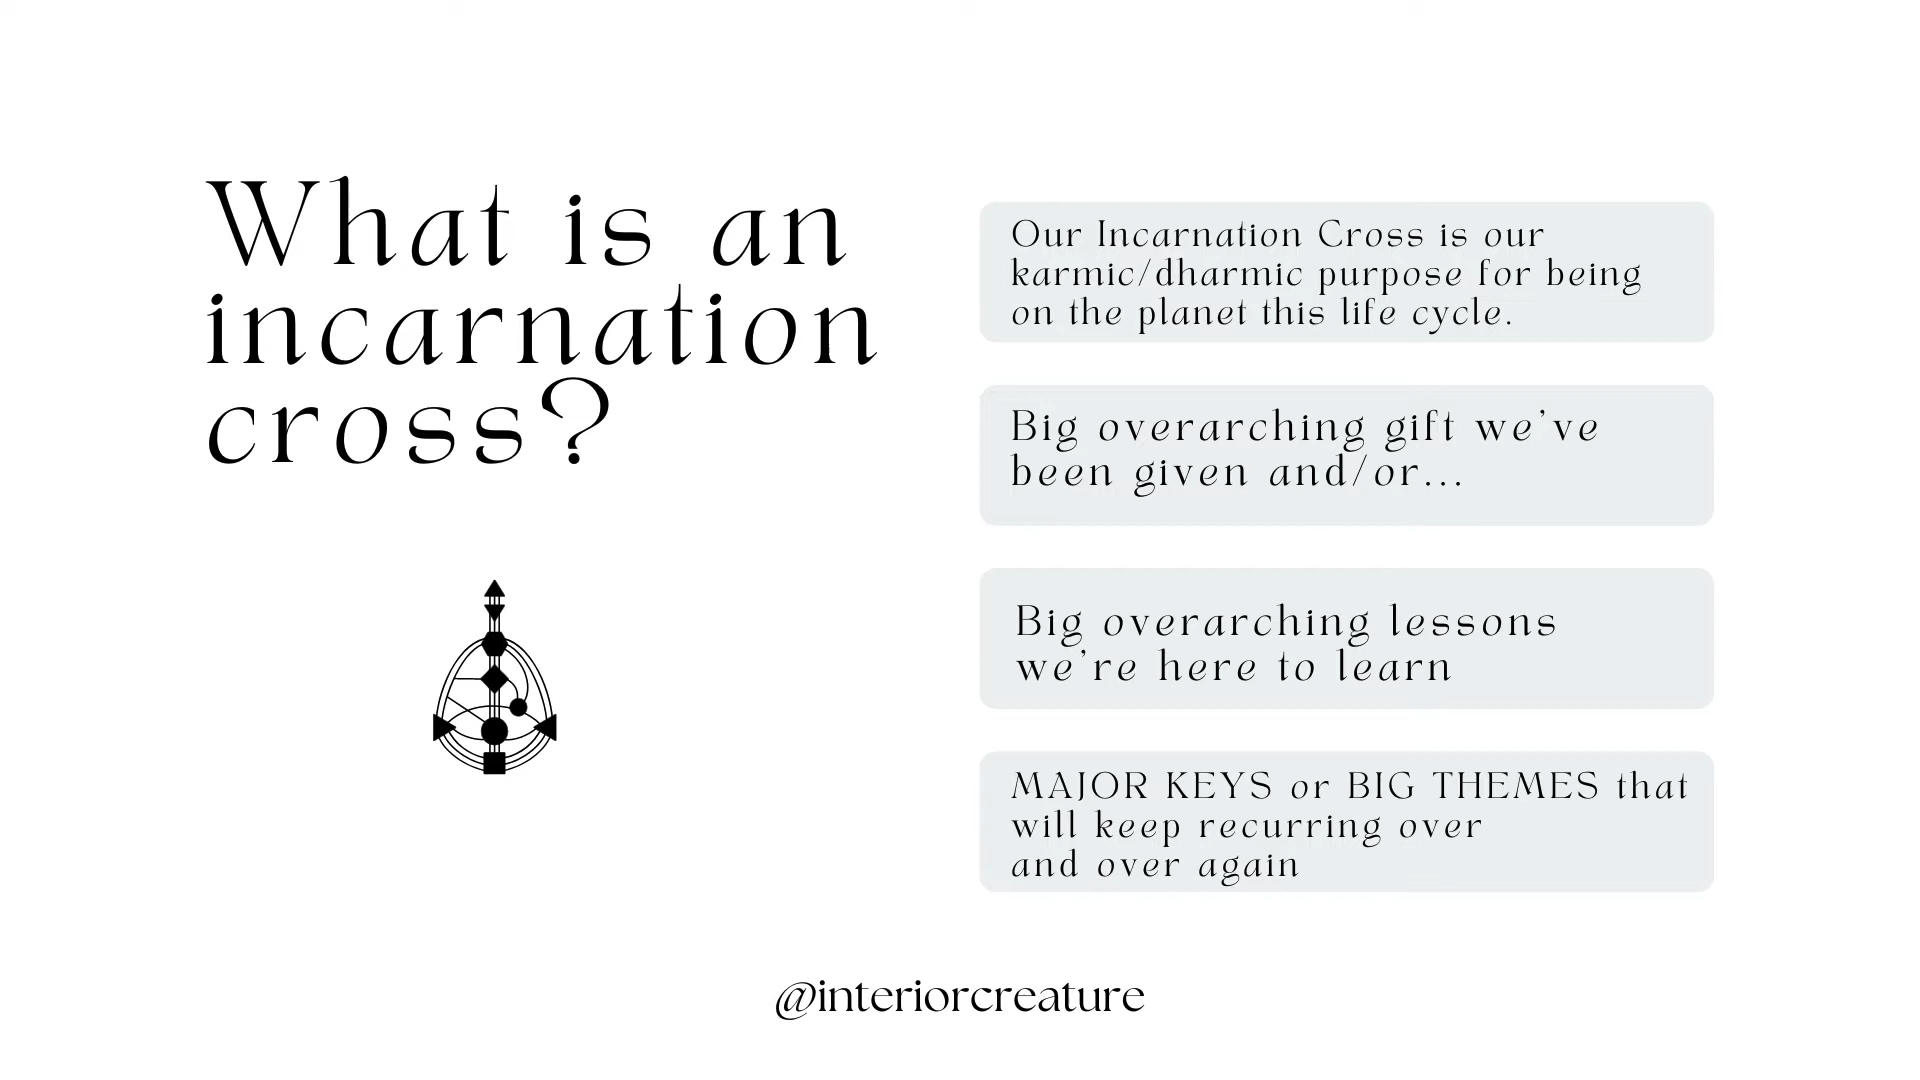 What is an
incarnation
cross?
Our Incarnation Cross is our
karmic/dharmic purpose for being
on the planet this life cycle.
Big overarching gift we’ve
been given and/or...
Big overarching lessons
we’re here to learn
MAJOR KEYS or BIG THEMES that
will keep recurring over
and over again
@interiorcreature